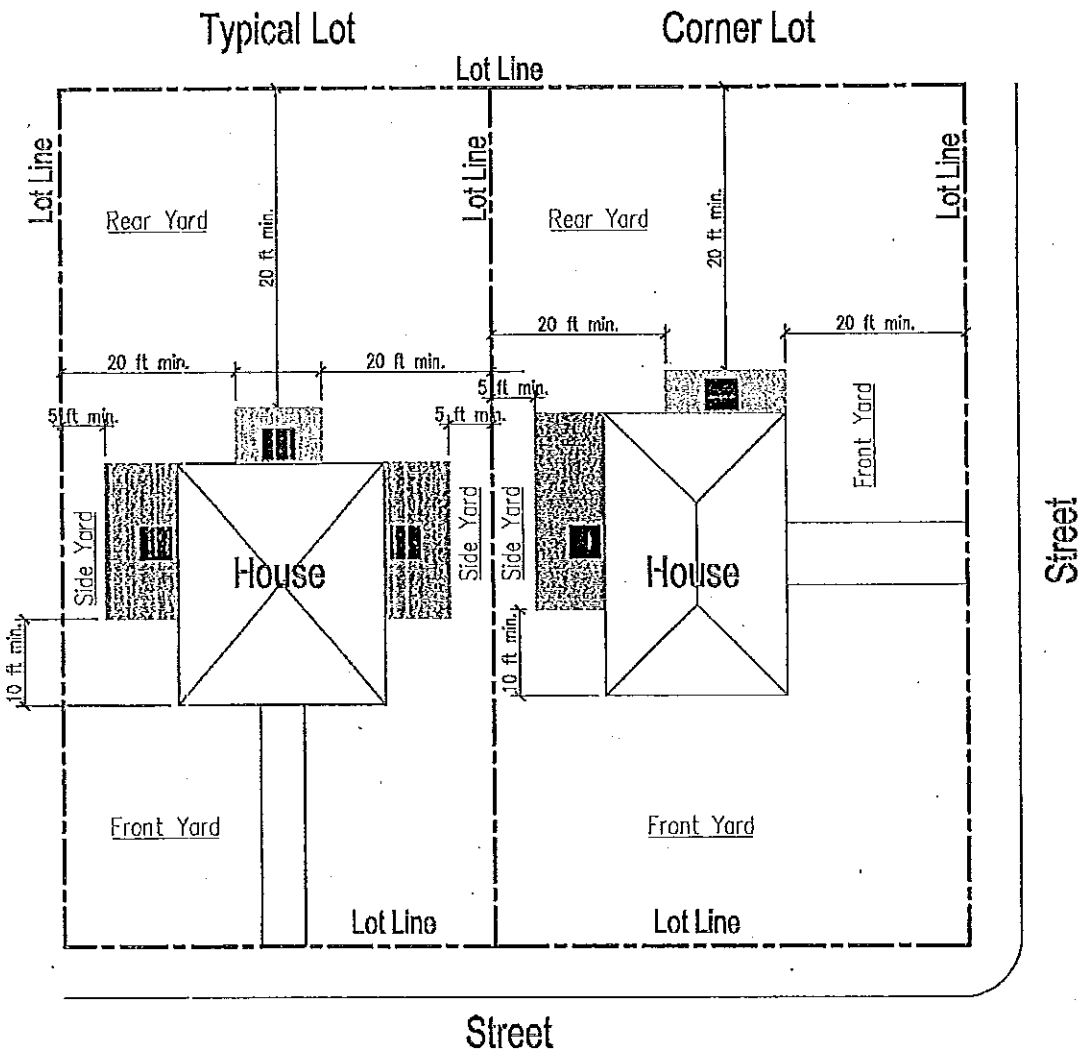 Typical Lot
Corner Lot
Lot Line
Lot Line
Lot Line
Lot Line
Rear Yard
Rear Yard
20 ft min.
20 ft min.
20 ft min.
20 ft min.
20 ft min.
20 ft min.
5 ft min.
5 ft min.
5 ft min.
Front Yard
Side Yard
House
Side Yard
Side Yard
House
Street
10 ft min.
10 ft min.
Front Yard
Front Yard
Lot Line
Lot Line
Street